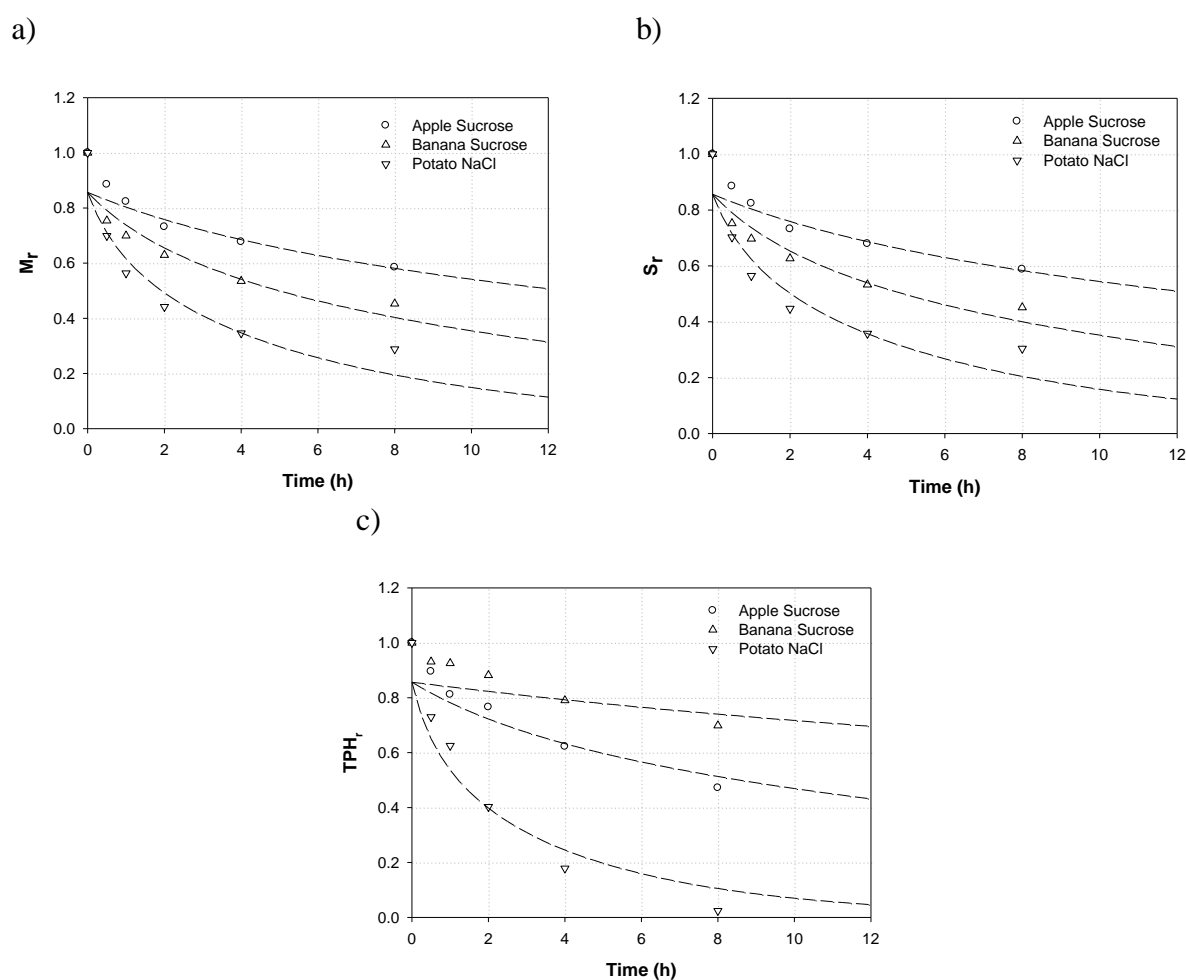 a)
1.2
1.0
0.8
0.6
0.4
0.2
0.0
Mr
Apple Sucrose
Banana Sucrose
Potato NaCl
0 2 4 6 8 10 12
Time (h)
b)
1.2
1.0
0.8
0.6
0.4
0.2
0.0
Sr
Apple Sucrose
Banana Sucrose
Potato NaCl
0 2 4 6 8 10 12
Time (h)
c)
1.2
1.0
0.8
0.6
0.4
0.2
0.0
TPHr
Apple Sucrose
Banana Sucrose
Potato NaCl
0 2 4 6 8 10 12
Time (h)